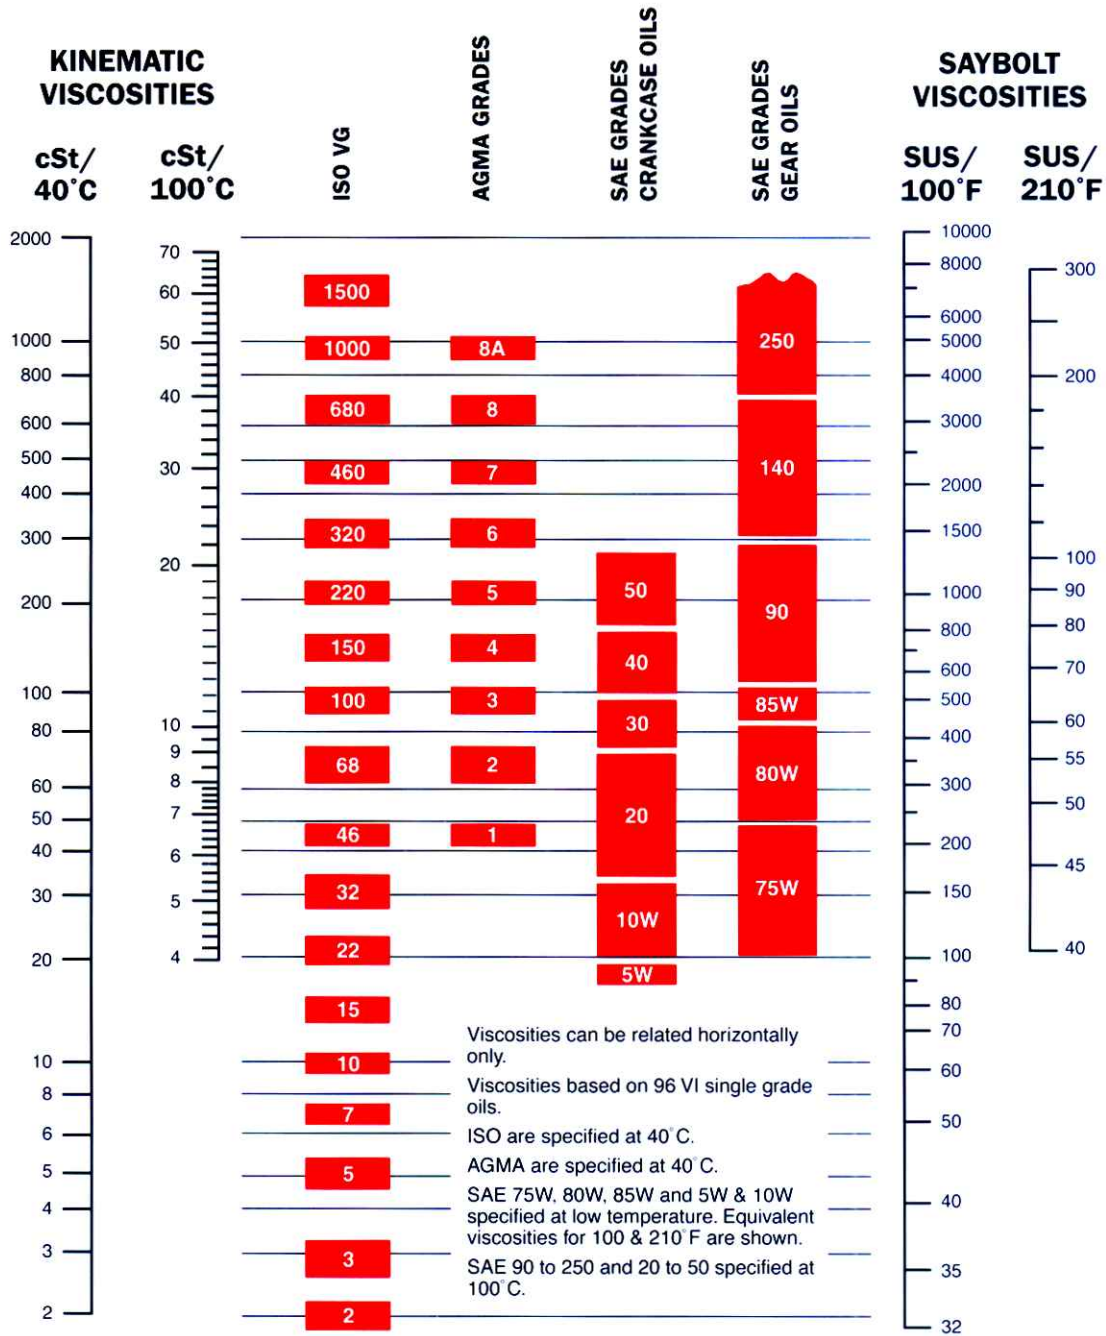 KINEMATIC
VISCOSITIES
cSt/
40°C
cSt/
100°C
ISO VG
AGMA GRADES
SAE GRADES
CRANKCASE OILS
SAE GRADES
GEAR OILS
SAYBOLT
VISCOSITIES
SUS/
100°F
SUS/
210°F
2000
1000
800
600
500
400
300
200
100
80
60
50
40
30
20
10
8
6
5
4
3
2
70
60
50
40
30
20
10
9
8
7
6
5
4
1500
1000
680
460
320
220
150
100
68
46
32
22
15
10
7
5
3
2
8A
8
7
6
5
4
3
2
1
50
40
30
20
10W
5W
250
140
90
85W
80W
75W
10000
8000
6000
5000
4000
3000
2000
1500
1000
800
600
500
400
300
200
150
100
80
70
60
50
40
35
32
300
200
100
90
80
70
60
55
50
45
40
Viscosities can be related horizontally
only.
Viscosities based on 96 VI single grade
oils.
ISO are specified at 40°C.
AGMA are specified at 40°C.
SAE 75W, 80W, 85W and 5W & 10W
specified at low temperature. Equivalent
viscosities for 100 & 210°F are shown.
SAE 90 to 250 and 20 to 50 specified at
100°C.